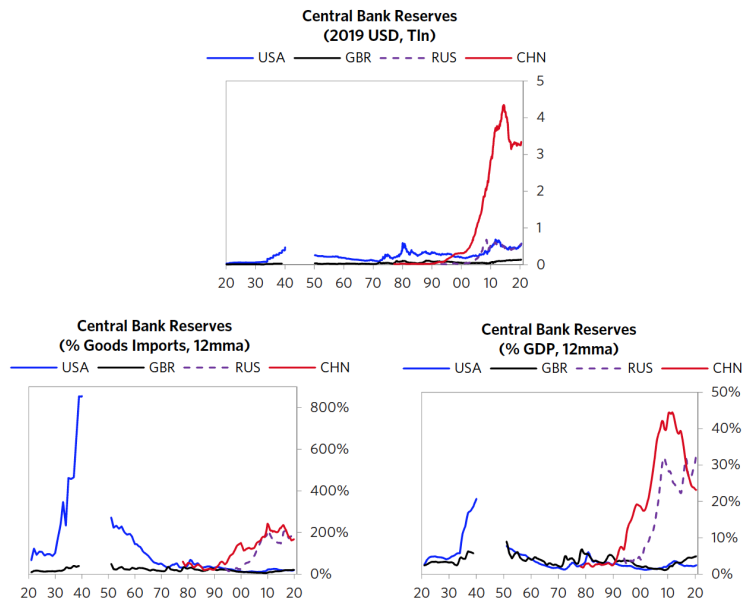 Central Bank Reserves
(2019 USD, Tln)
USA GBR RUS CHN
5
4
3
2
1
0
20 30 40 50 60 70 80 90 00 10 20
Central Bank Reserves
(% Goods Imports, 12mma)
USA GBR RUS CHN
800%
600%
400%
200%
0%
20 30 40 50 60 70 80 90 00 10 20
Central Bank Reserves
(% GDP, 12mma)
USA GBR RUS CHN
50%
40%
30%
20%
10%
0%
20 30 40 50 60 70 80 90 00 10 20